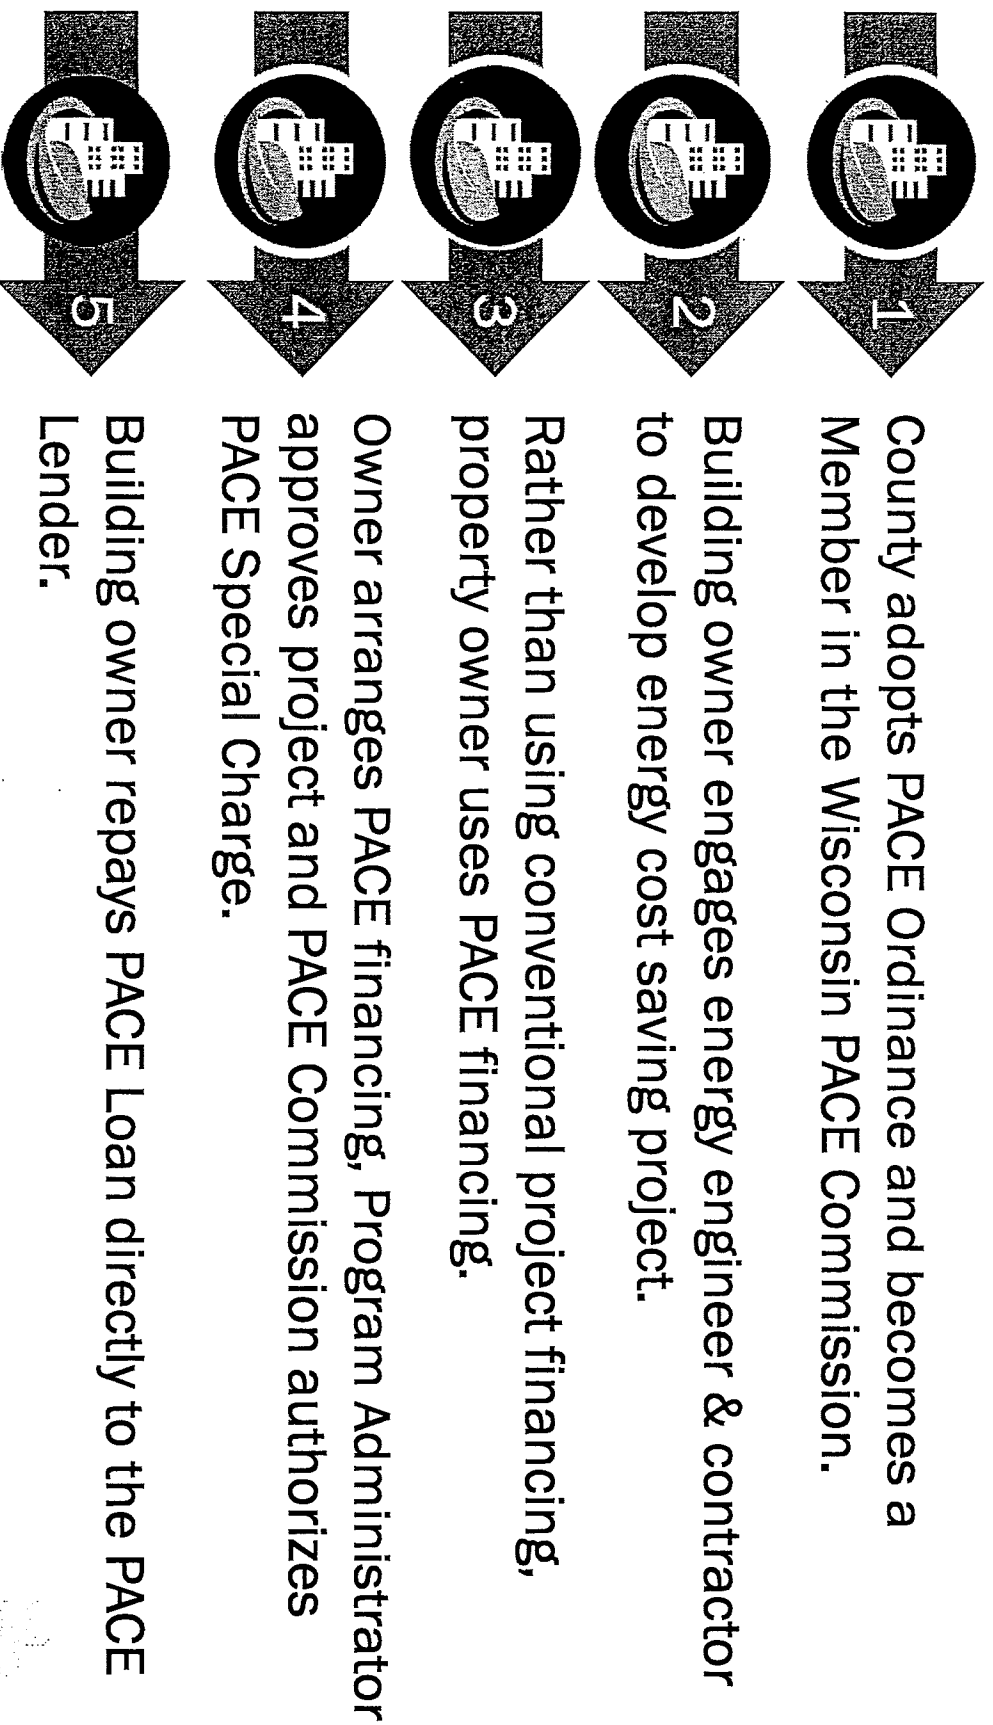 1
County adopts PACE Ordinance and becomes a
Member in the Wisconsin PACE Commission.
2
Building owner engages energy engineer & contractor
to develop energy cost saving project.
3
Rather than using conventional project financing,
property owner uses PACE financing.
4
Owner arranges PACE financing, Program Administrator
approves project and PACE Commission authorizes
PACE Special Charge.
5
Building owner repays PACE Loan directly to the PACE
Lender.